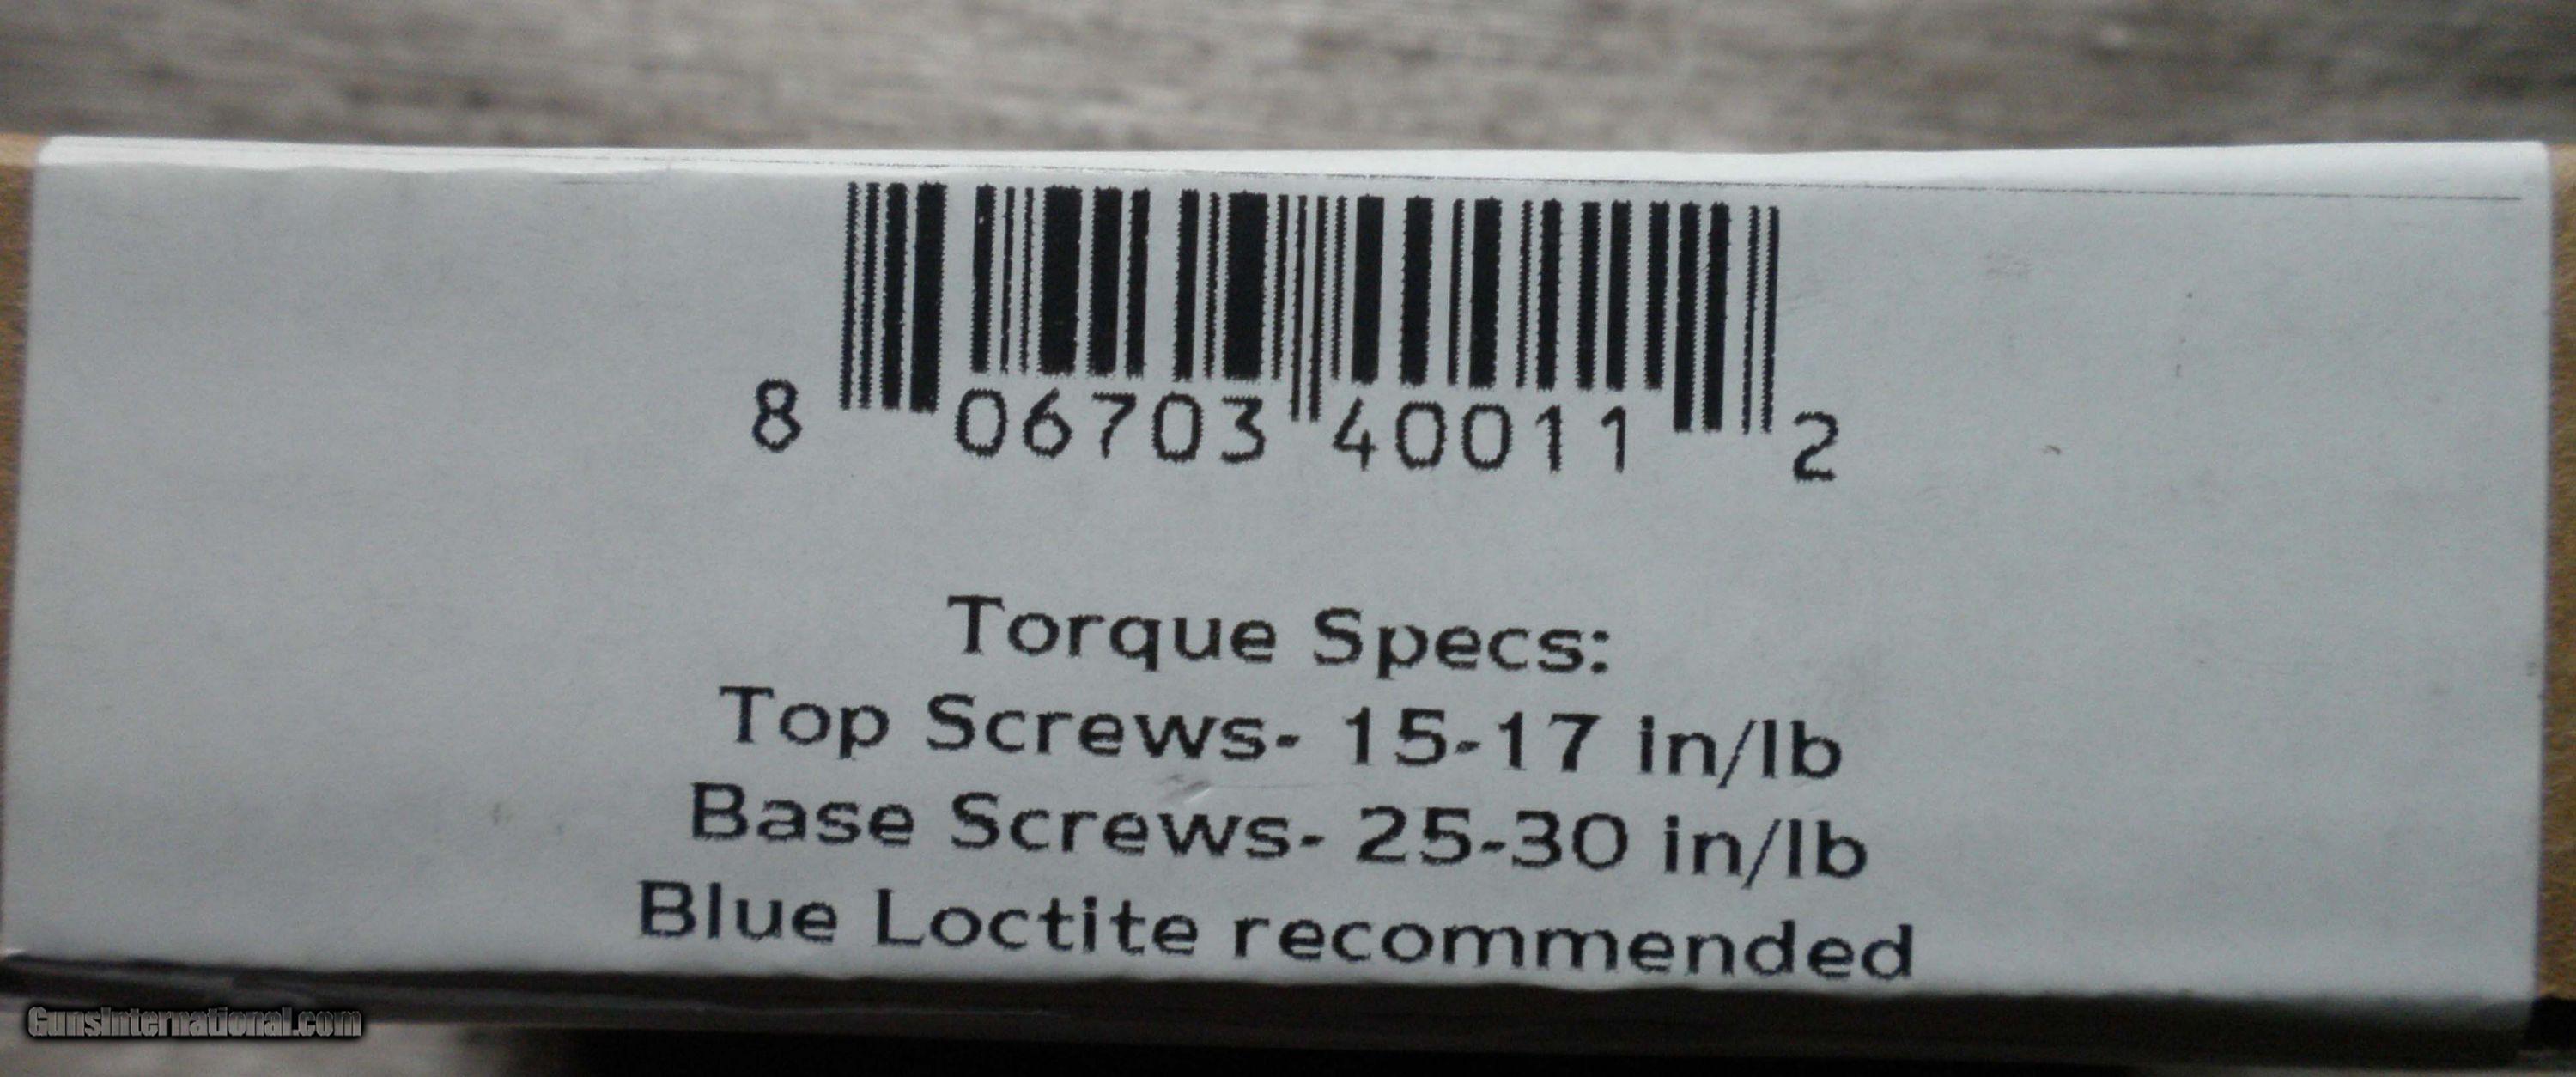 8 06703 40011 2
Torque Specs:
Top Screws- 15-17 in/lb
Base Screws- 25-30 in/lb
Blue Loctite recommended
GunsInternational.com